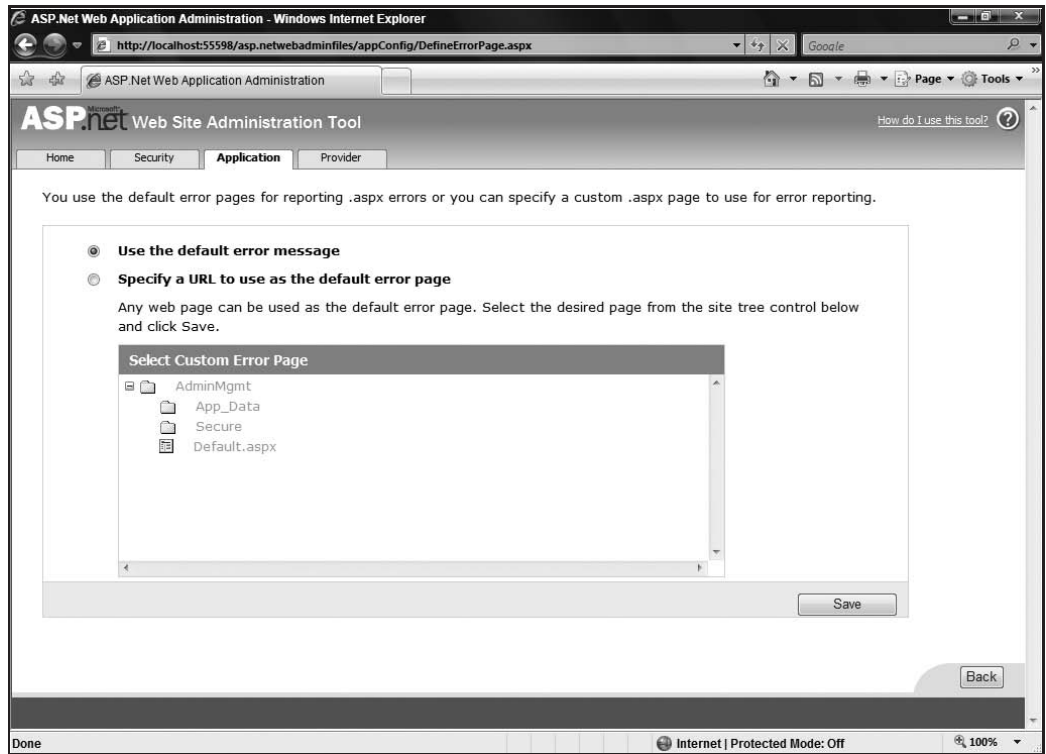 ASP.Net Web Application Administration - Windows Internet Explorer
http://localhost:55598/asp.netwebadminfiles/appConfig/DefineErrorPage.aspx
Google
ASP.Net Web Application Administration
Page Tools
Microsoft
ASP.net Web Site Administration Tool
How do I use this tool? ?
Home Security Application Provider
You use the default error pages for reporting .aspx errors or you can specify a custom .aspx page to use for error reporting.
Use the default error message
Specify a URL to use as the default error page
Any web page can be used as the default error page. Select the desired page from the site tree control below
and click Save.
Select Custom Error Page
AdminMgmt
App_Data
Secure
Default.aspx
Save
Back
Done
Internet | Protected Mode: Off
100%